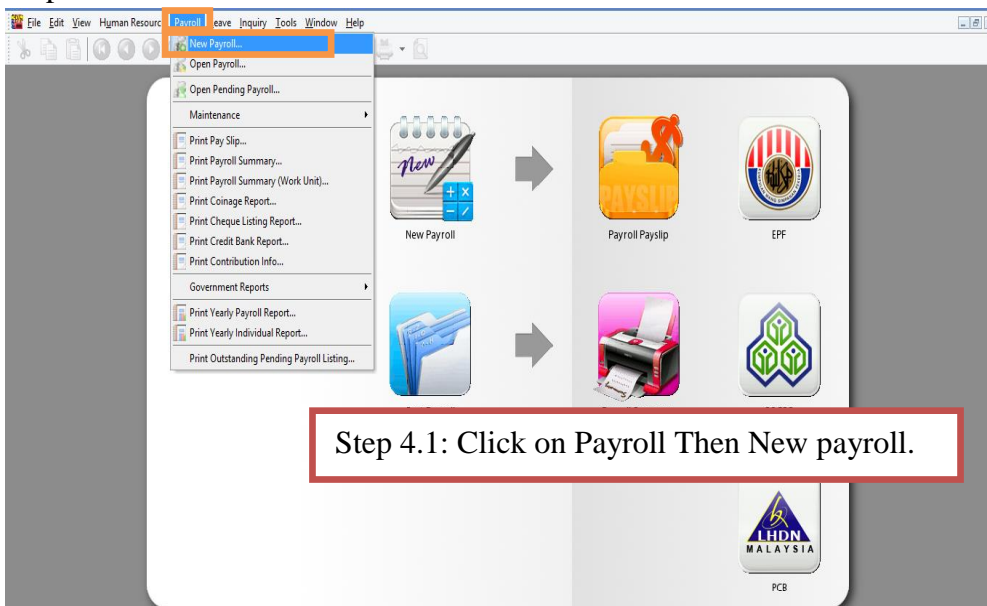 File Edit View Human Resourc Payroll Leave Inquiry Tools Window Help
New Payroll...
Open Payroll...
Open Pending Payroll...
Maintenance
Print Pay Slip...
Print Payroll Summary...
Print Payroll Summary (Work Unit)...
Print Coinage Report...
Print Cheque Listing Report...
Print Credit Bank Report...
Print Contribution Info...
Government Reports
Print Yearly Payroll Report...
Print Yearly Individual Report...
Print Outstanding Pending Payroll Listing...
New
PAYSLIP
KWSP
New Payroll
Payroll Payslip
EPF
Step 4.1: Click on Payroll Then New payroll.
LHDN
MALAYSIA
PCB